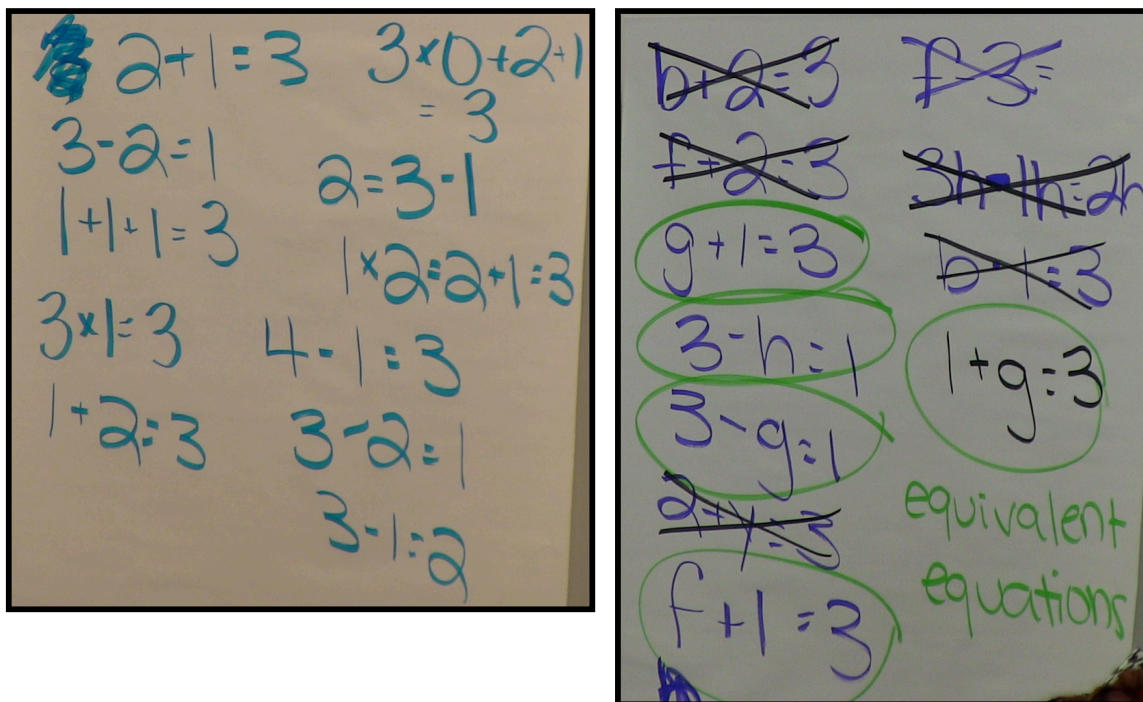 2+1=3
3×0+2+1
=3
3-2=1
2=3-1
1+1+1=3
1×2=2+1=3
3×1=3
4-1=3
1+2=3
3-2=1
3-1=2
b+2=3
f-3=
f+2=3
3h-1h=2h
g+1=3
b-1=3
3-h=1
1+g=3
3-g=1
2+y=3
equivalent
equations
f+1=3